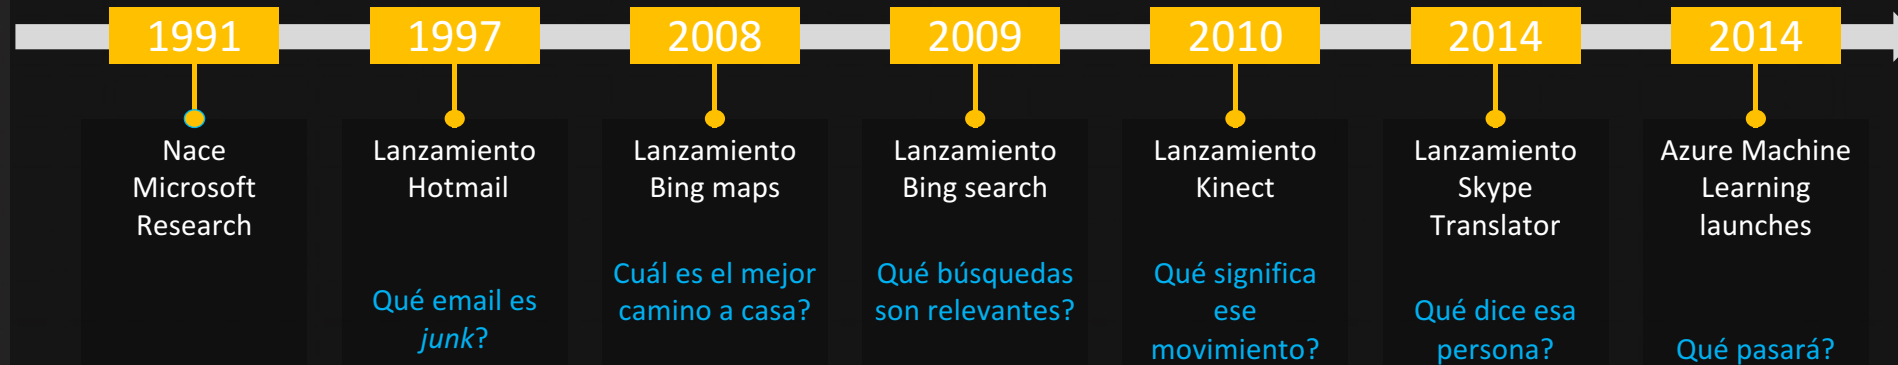 1991
Nace
Microsoft
Research
1997
Lanzamiento
Hotmail
Qué email es
junk?
2008
Lanzamiento
Bing maps
Cuál es el mejor
camino a casa?
2009
Lanzamiento
Bing search
Qué búsquedas
son relevantes?
2010
Lanzamiento
Kinect
Qué significa
ese
movimiento?
2014
Lanzamiento
Skype
Translator
Qué dice esa
persona?
2014
Azure Machine
Learning
launches
Qué pasará?